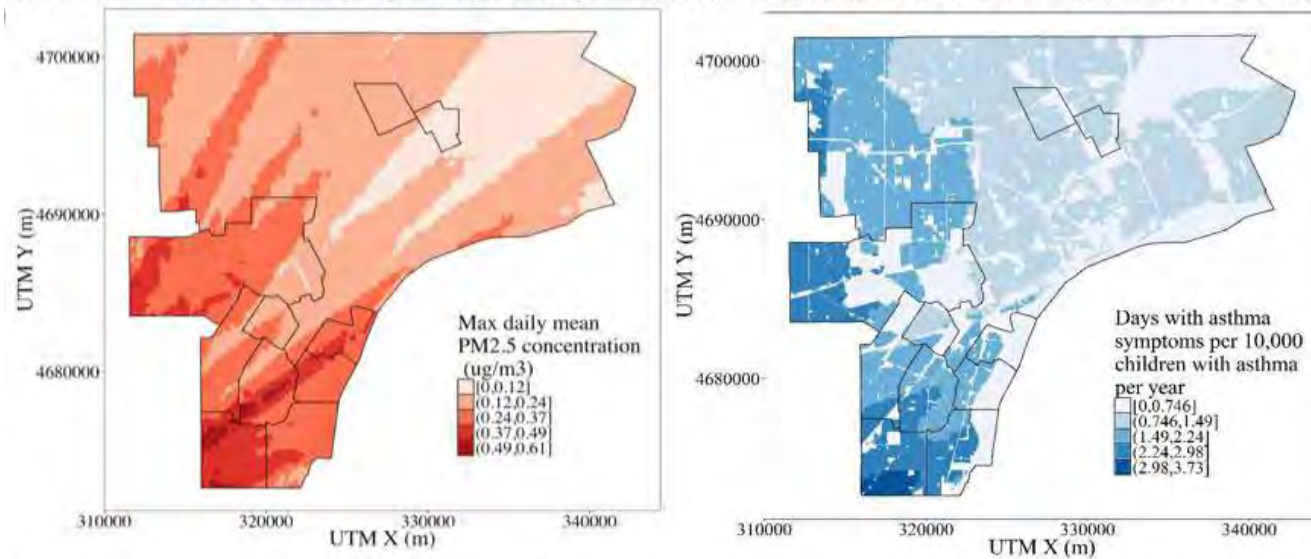 4700000
4690000
4680000
UTM Y (m)
310000
320000
330000
340000
UTM X (m)
Max daily mean
PM2.5 concentration
(ug/m3)
[0,0.12]
(0.12,0.24]
(0.24,0.37]
(0.37,0.49]
(0.49,0.61]
4700000
4690000
4680000
UTM Y (m)
310000
320000
330000
340000
UTM X (m)
Days with asthma
symptoms per 10,000
children with asthma
per year
[0,0.746]
(0.746,1.49]
(1.49,2.24]
(2.24,2.98]
(2.98,3.73]